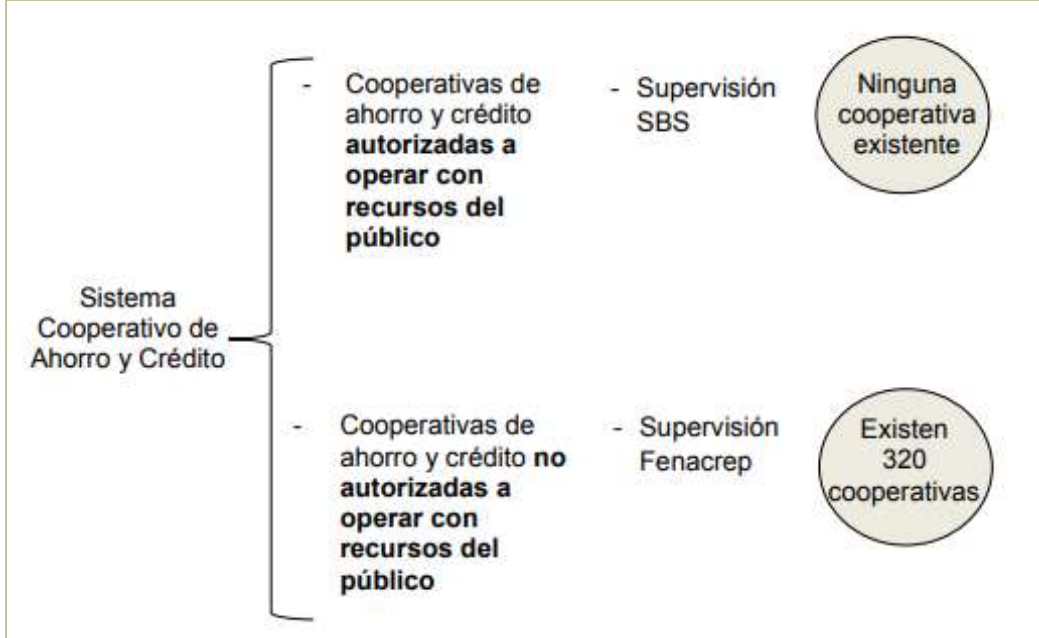 Sistema
Cooperativo de
Ahorro y Crédito
- Cooperativas de
ahorro y crédito
autorizadas a
operar con
recursos del
público
- Supervisión
SBS
Ninguna
cooperativa
existente
- Cooperativas de
ahorro y crédito no
autorizadas a
operar con
recursos del
público
- Supervisión
Fenacrep
Existen
320
cooperativas